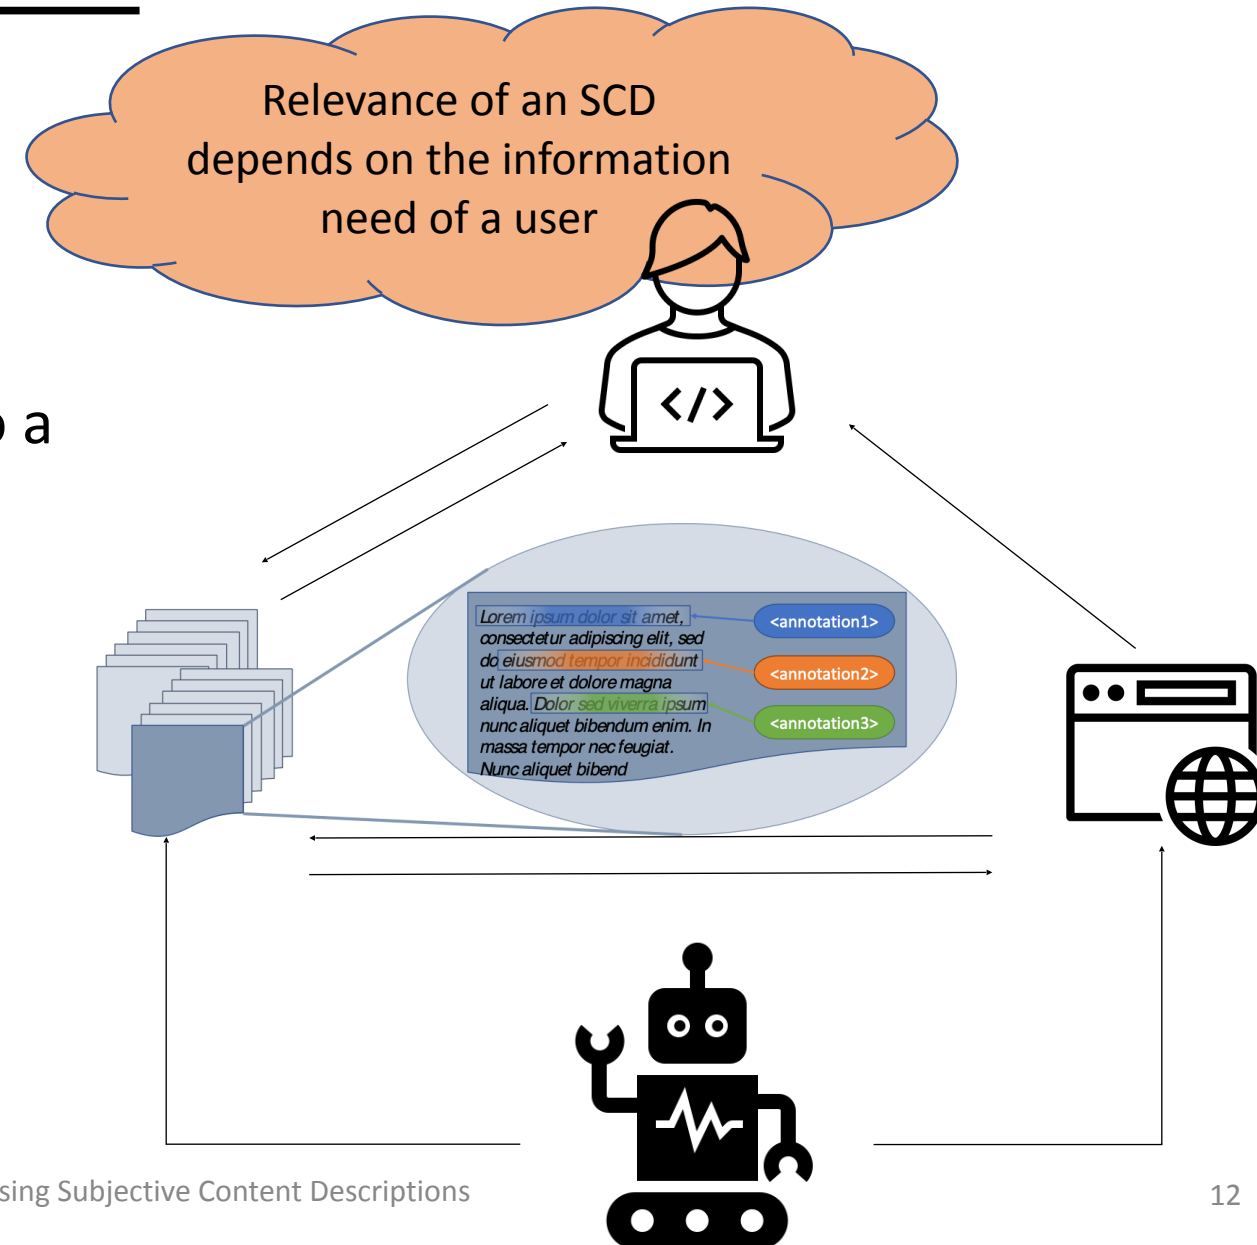 Relevance of an SCD
depends on the information
need of a user
</>
a
Lorem ipsum dolor sit amet,
consectetur adipiscing elit, sed
do eiusmod tempor incididunt
ut labore et dolore magna
aliqua. Dolor sed viverra ipsum
nunc aliquet bibendum enim. In
massa tempor nec feugiat.
Nunc aliquet bibend
<annotation1>
<annotation2>
<annotation3>
sing Subjective Content Descriptions
12